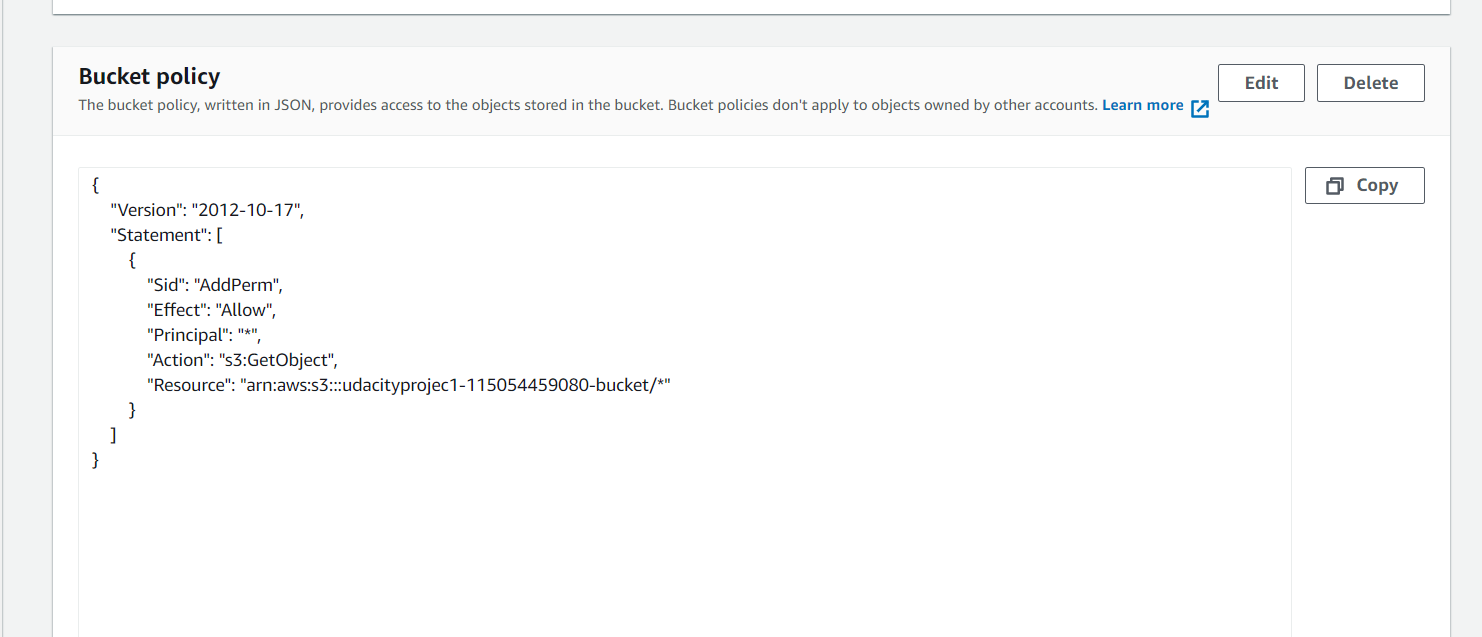 Bucket policy
The bucket policy, written in JSON, provides access to the objects stored in the bucket. Bucket policies don't apply to objects owned by other accounts. Learn more
Edit
Delete
Copy
{
"Version": "2012-10-17",
"Statement": [
{
"Sid": "AddPerm",
"Effect": "Allow",
"Principal": "*",
"Action": "s3:GetObject",
"Resource": "arn:aws:s3:::udacityprojec1-115054459080-bucket/*"
}
]
}